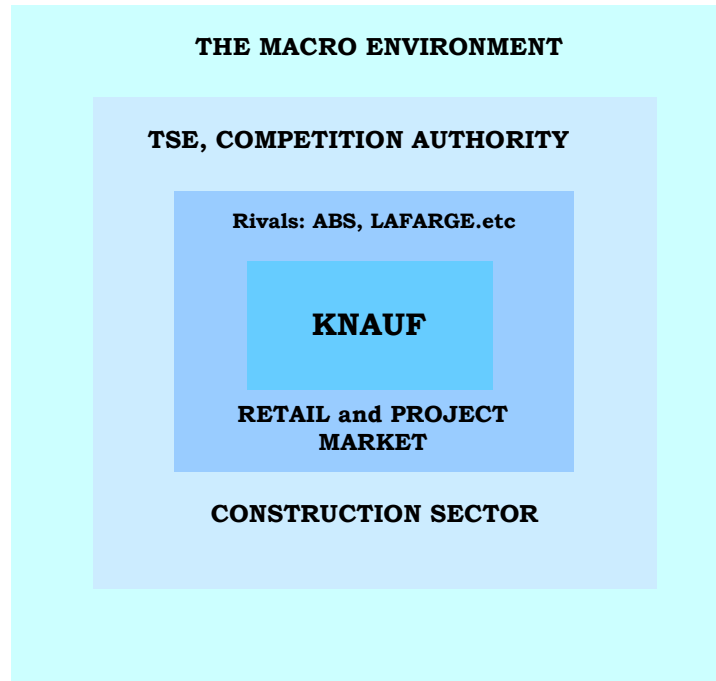 THE MACRO ENVIRONMENT
TSE, COMPETITION AUTHORITY
Rivals: ABS, LAFARGE.etc
KNAUF
RETAIL and PROJECT
MARKET
CONSTRUCTION SECTOR